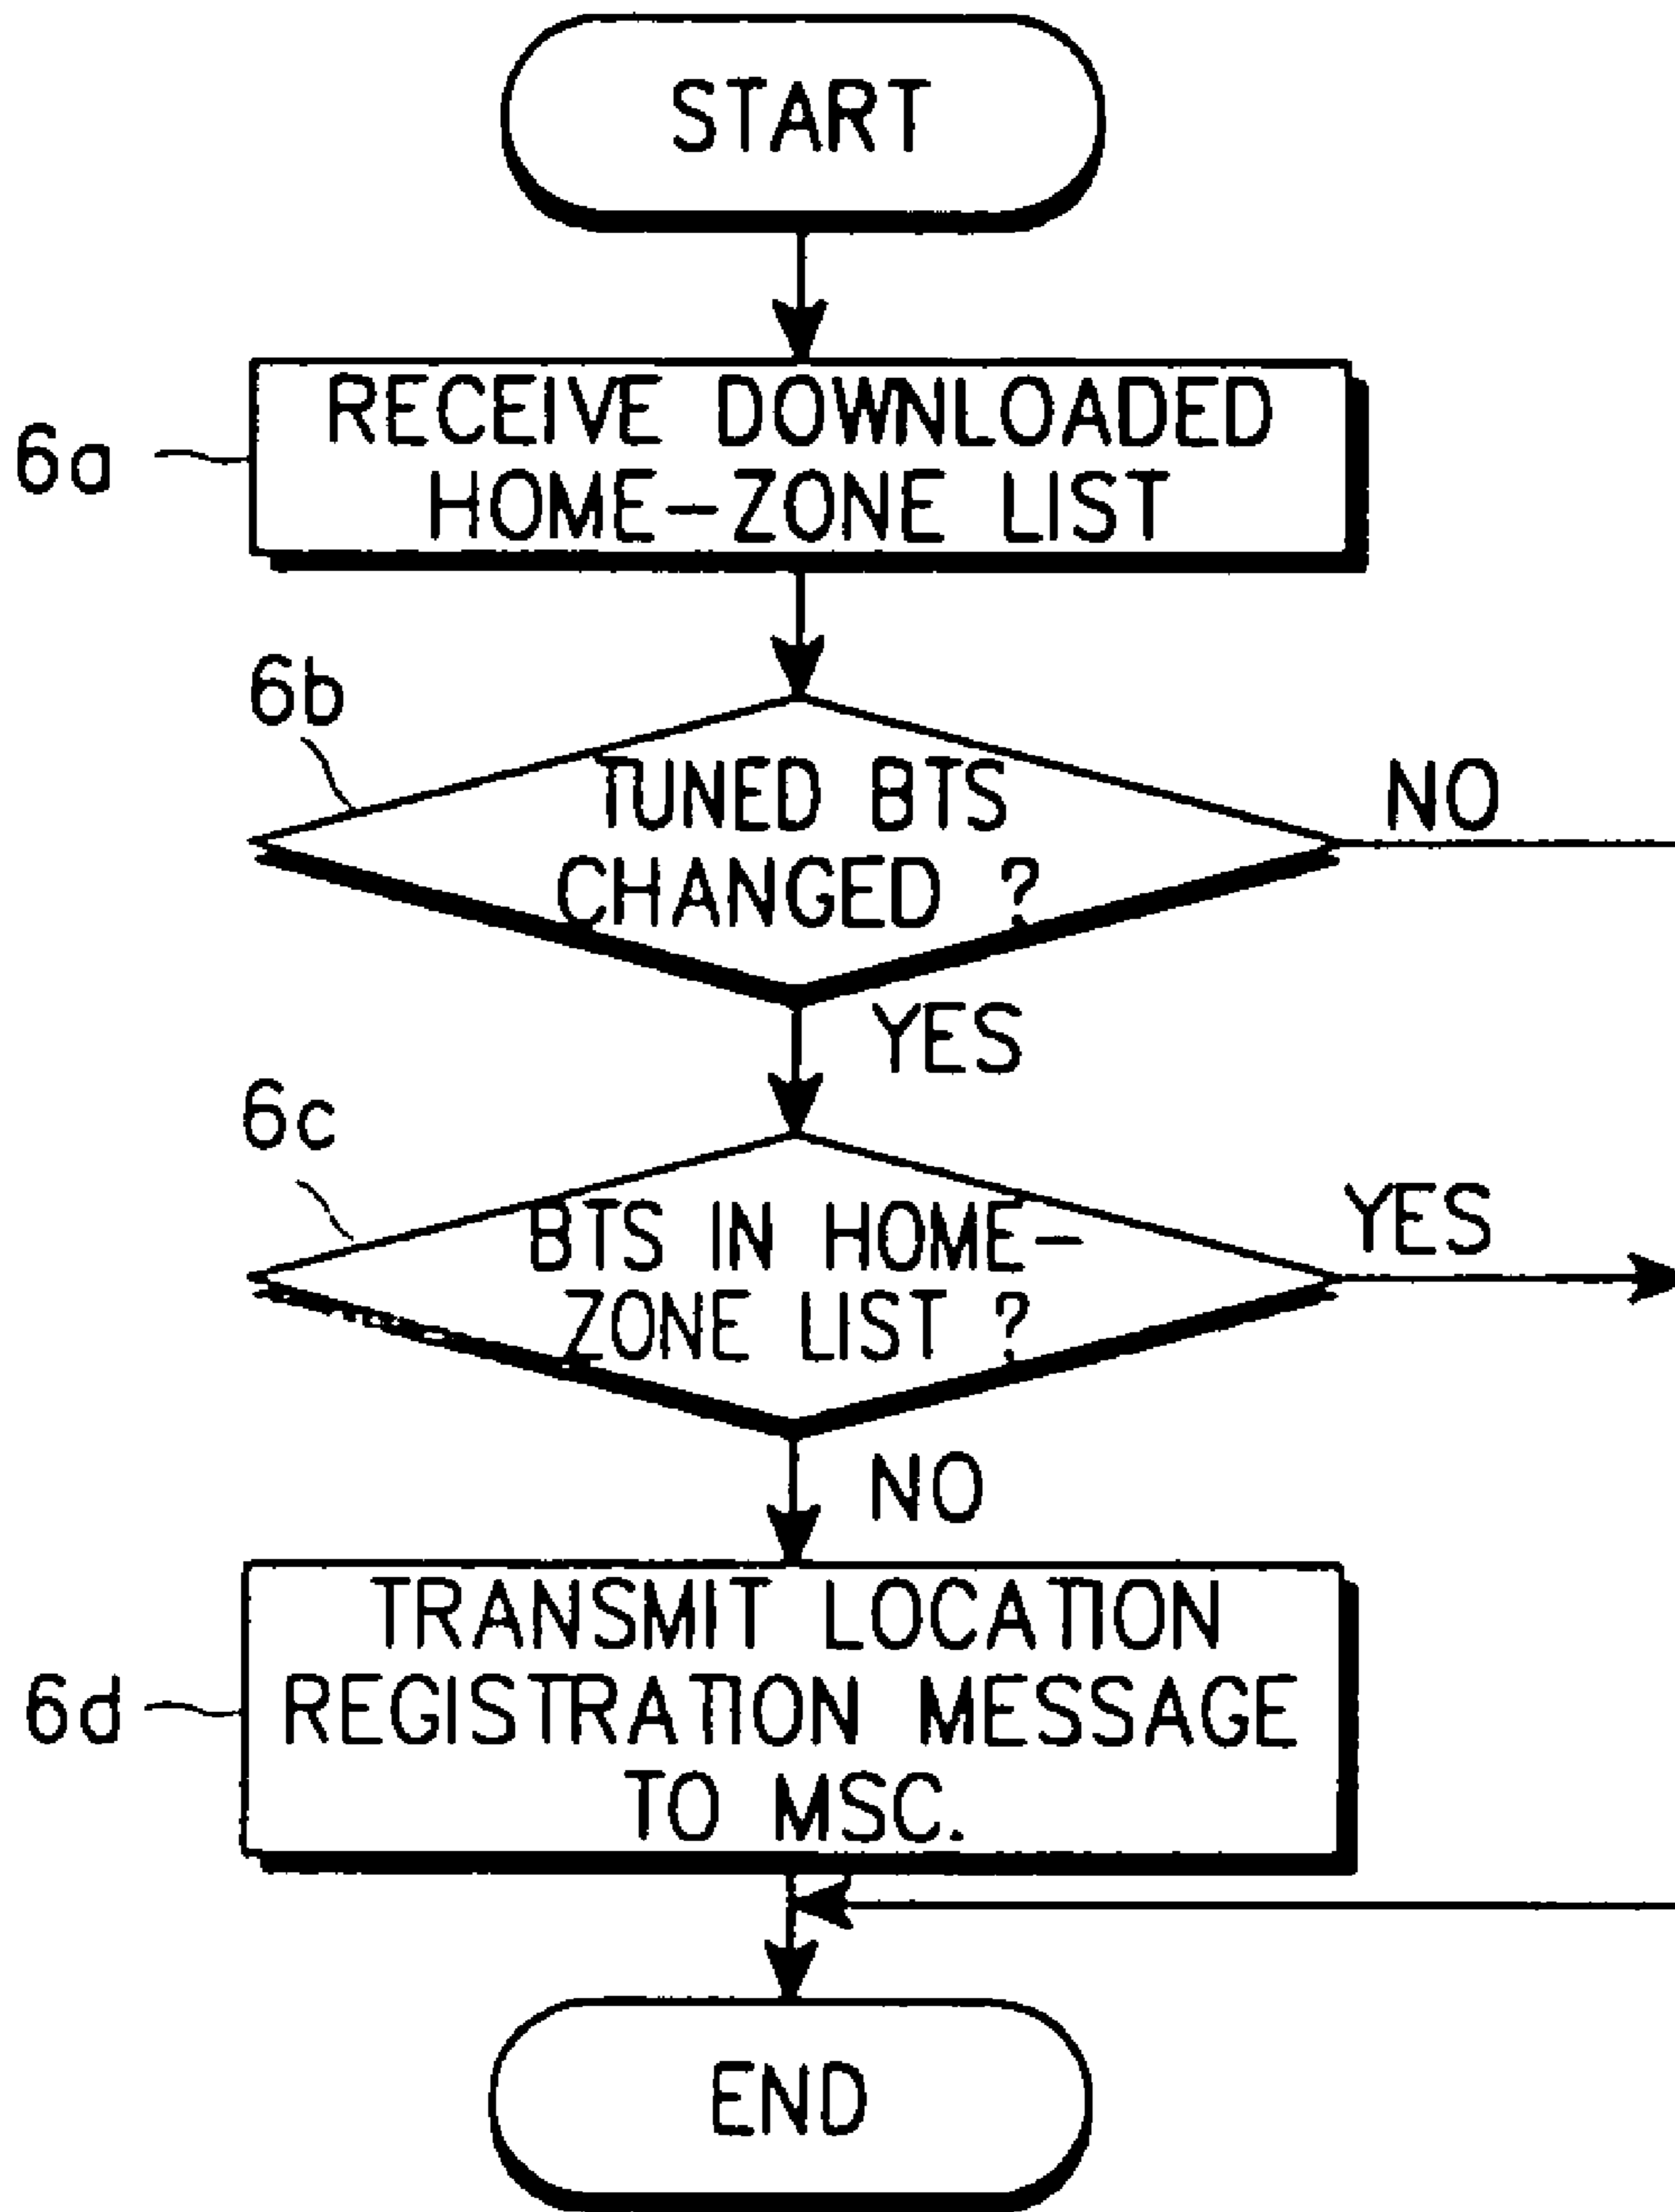 START
6a
RECEIVE DOWNLOADED
HOME-ZONE LIST
6b
TUNED BTS
CHANGED ?
NO
YES
6c
BTS IN HOME-
ZONE LIST ?
YES
NO
6d
TRANSMIT LOCATION
REGISTRATION MESSAGE
TO MSC.
END